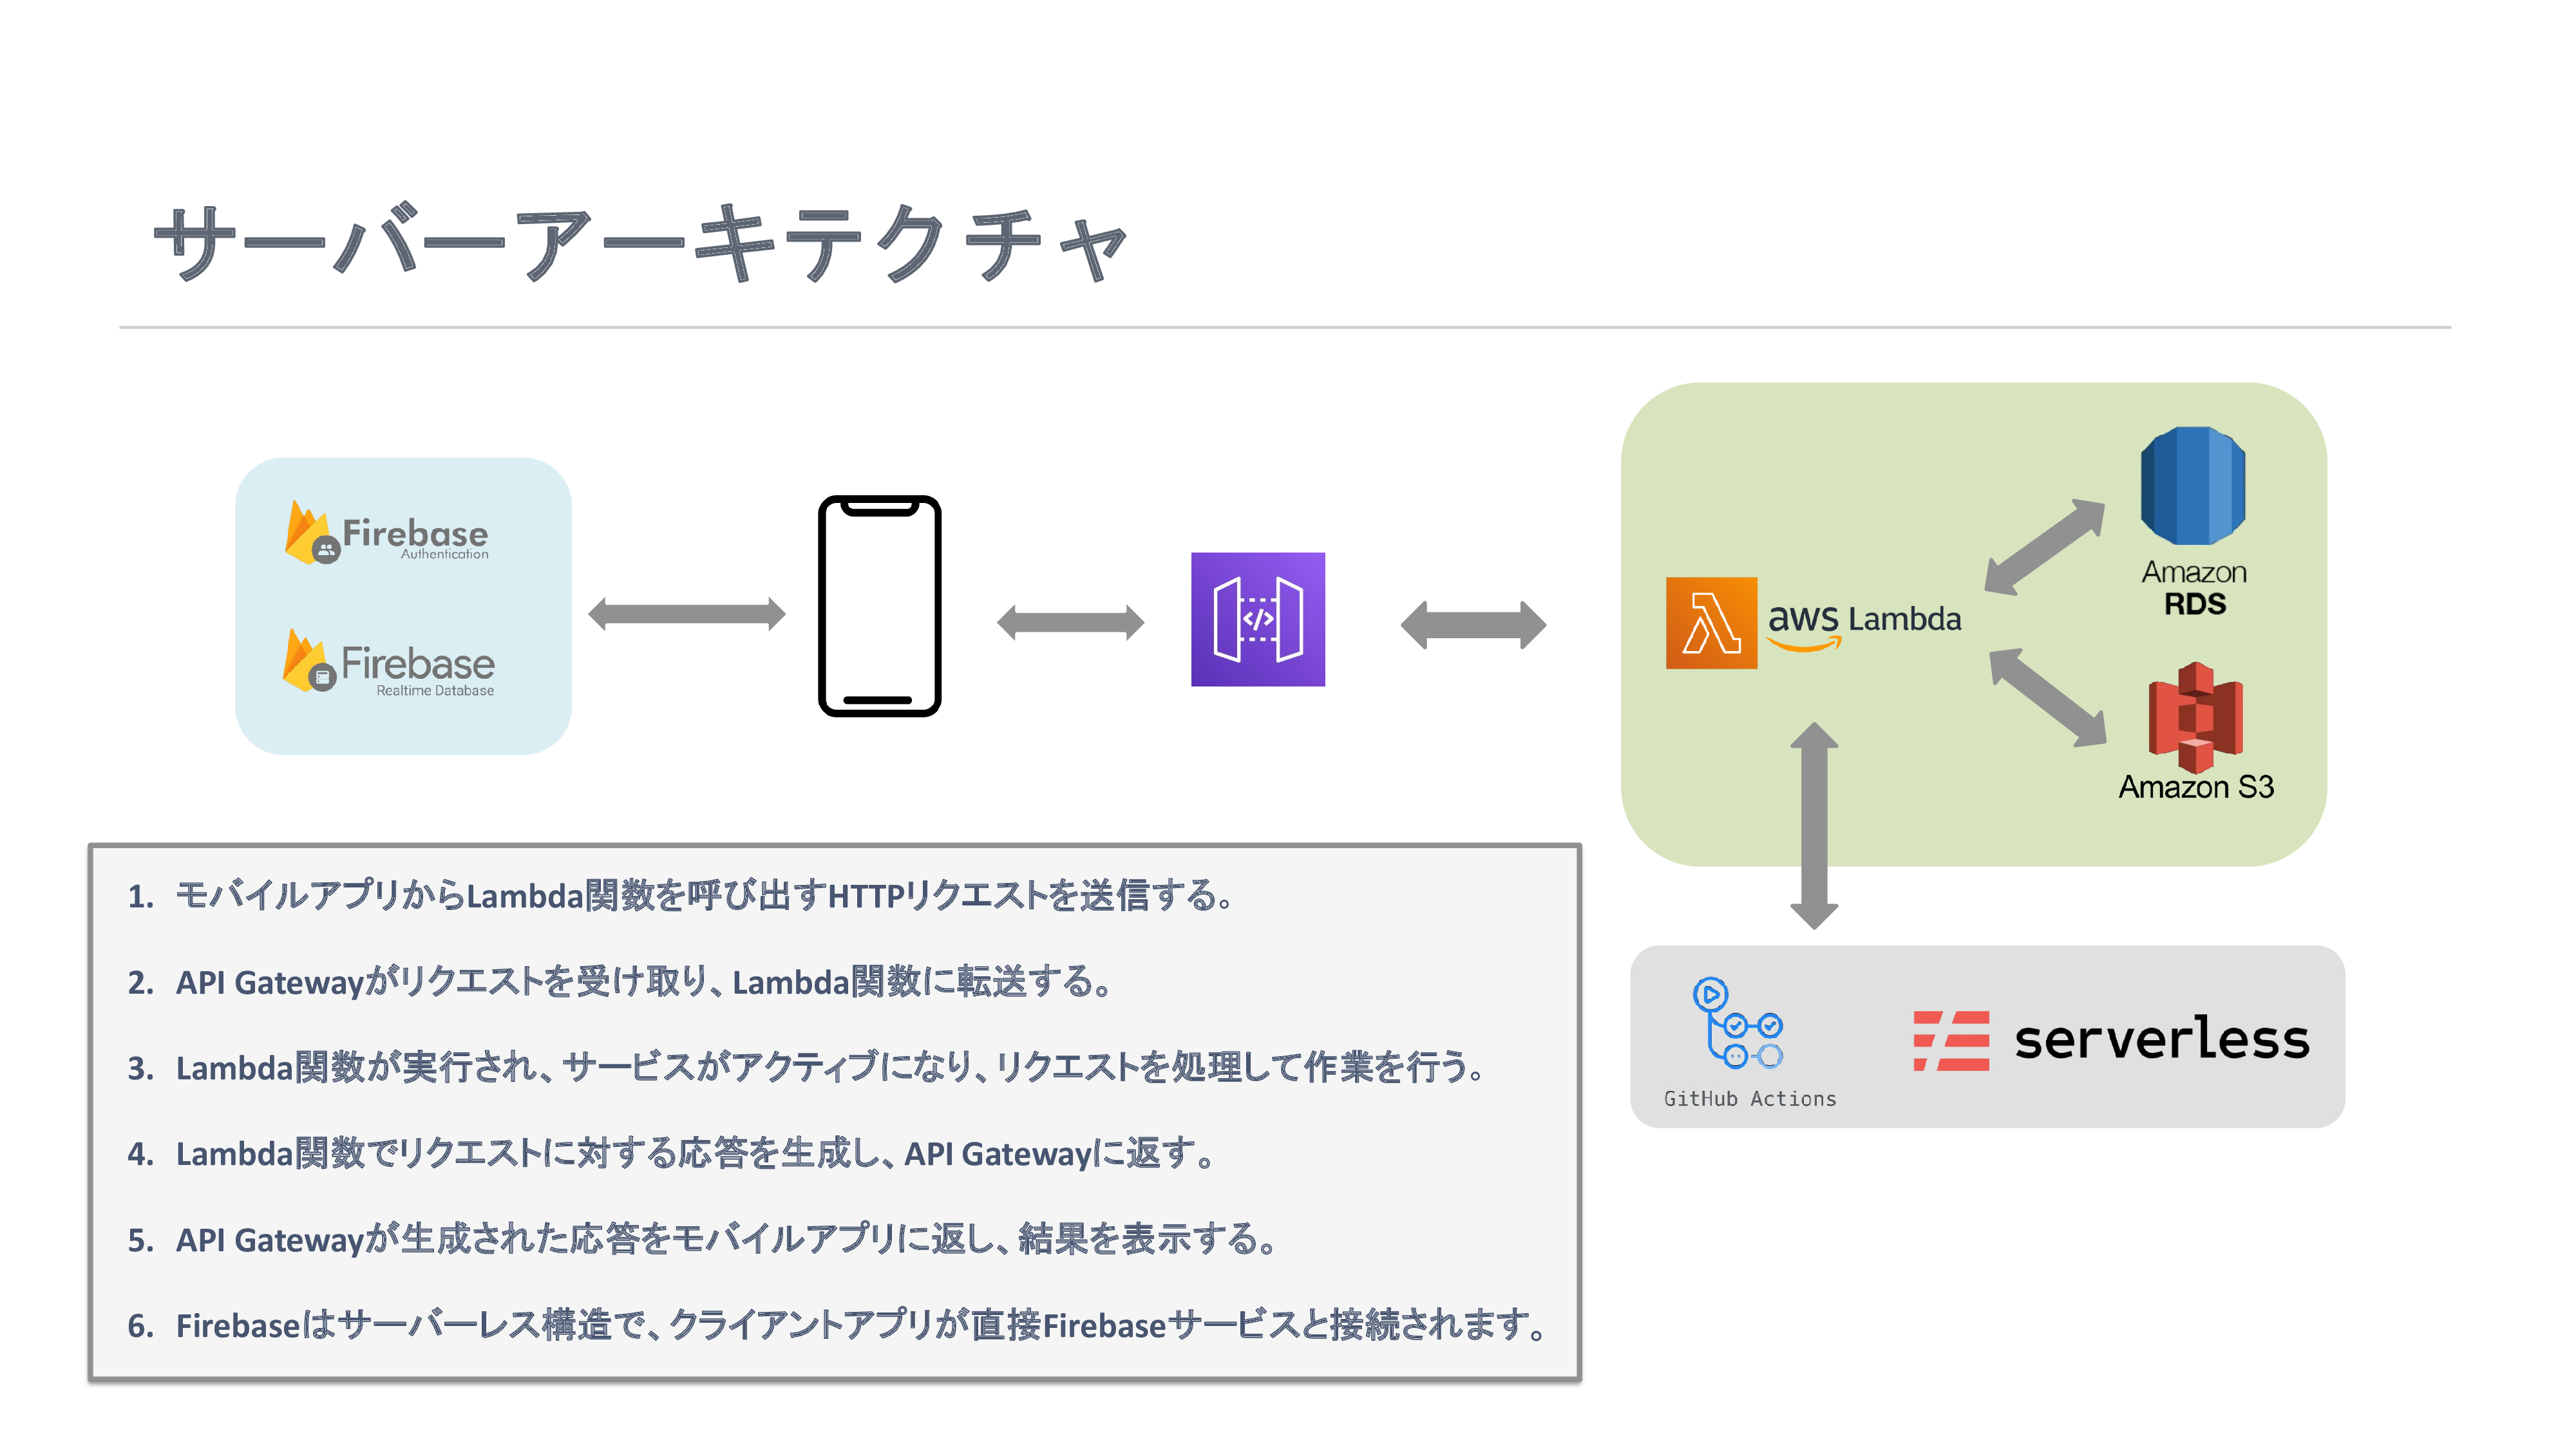 サーバーアーキテクチャ
Firebase
Authentication
Firebase
Realtime Database
</>
aws Lambda
Amazon
RDS
Amazon S3
1. モバイルアプリからLambda関数を呼び出すHTTPリクエストを送信する。
2. API Gatewayがリクエストを受け取り、Lambda関数に転送する。
3. Lambda関数が実行され、サービスがアクティブになり、リクエストを処理して作業を行う。
4. Lambda関数でリクエストに対する応答を生成し、API Gatewayに返す。
5. API Gatewayが生成された応答をモバイルアプリに返し、結果を表示する。
6. Firebaseはサーバーレス構造で、クライアントアプリが直接Firebaseサービスと接続されます。
GitHub Actions
serverless